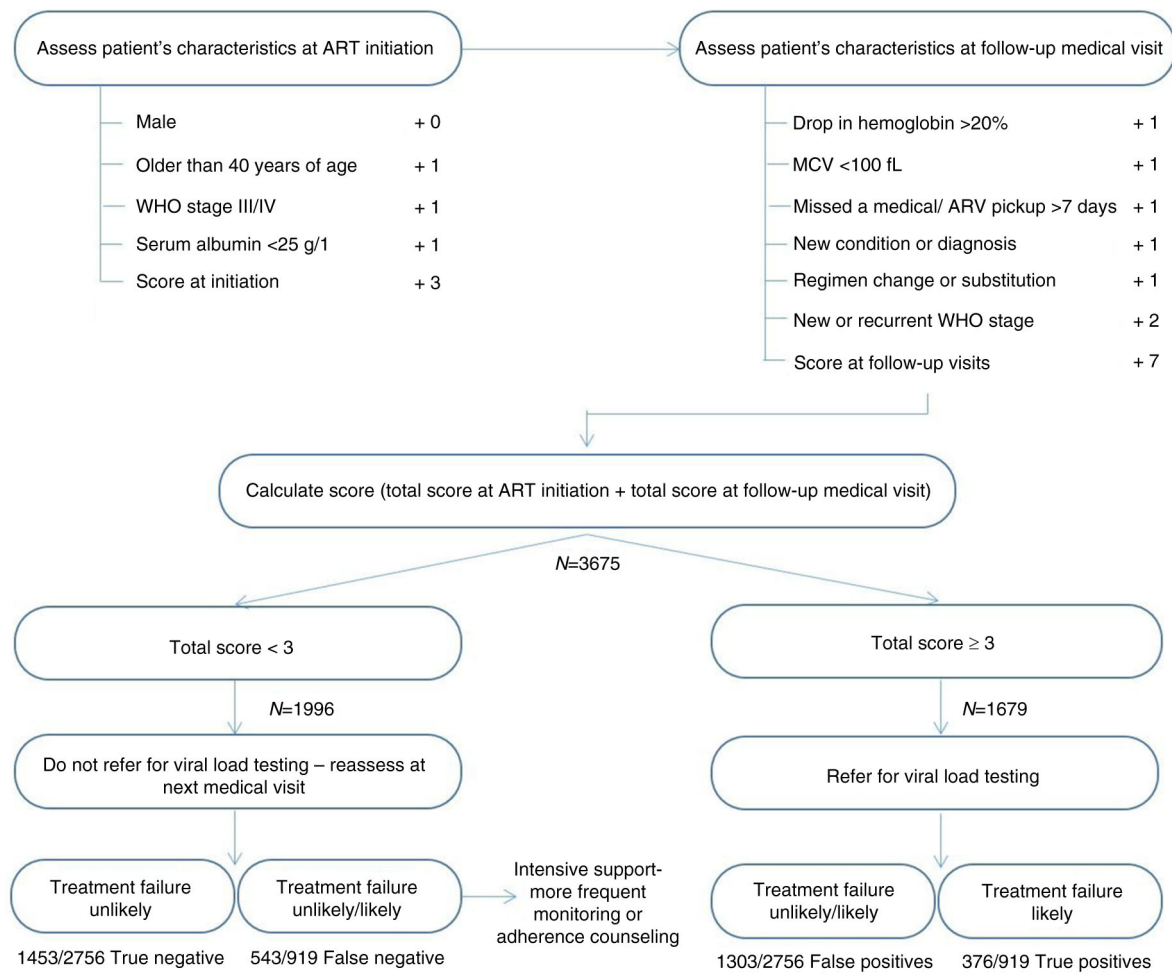 Assess patient’s characteristics at ART initiation
Assess patient’s characteristics at follow-up medical visit
Male + 0
Older than 40 years of age + 1
WHO stage III/IV + 1
Serum albumin <25 g/1 + 1
Score at initiation + 3
Drop in hemoglobin >20% + 1
MCV <100 fL + 1
Missed a medical/ ARV pickup >7 days + 1
New condition or diagnosis + 1
Regimen change or substitution + 1
New or recurrent WHO stage + 2
Score at follow-up visits + 7
Calculate score (total score at ART initiation + total score at follow-up medical visit)
N=3675
Total score < 3
Total score ≥ 3
N=1996
N=1679
Do not refer for viral load testing – reassess at
next medical visit
Refer for viral load testing
Treatment failure
unlikely
Treatment failure
unlikely/likely
Intensive support-
more frequent
monitoring or
adherence counseling
Treatment failure
unlikely/likely
Treatment failure
likely
1453/2756 True negative
543/919 False negative
1303/2756 False positives
376/919 True positives